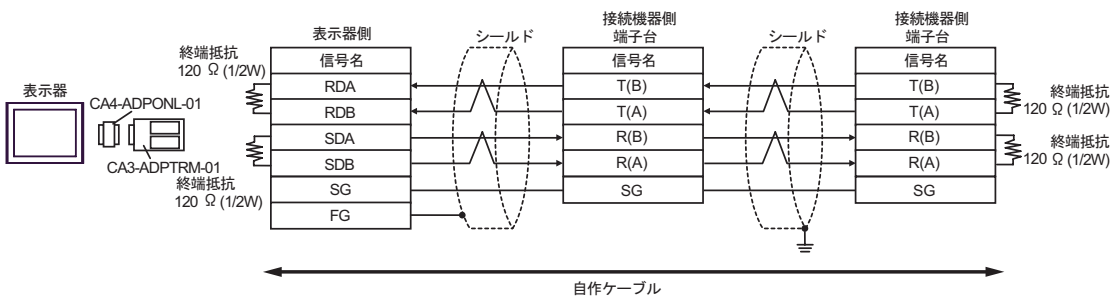 表示器
CA4-ADPONL-01
CA3-ADPTRM-01
終端抵抗
120 Ω (1/2W)
終端抵抗
120 Ω (1/2W)
表示器側
信号名
RDA
RDB
SDA
SDB
SG
FG
シールド
接続機器側
端子台
信号名
T(B)
T(A)
R(B)
R(A)
SG
シールド
接続機器側
端子台
信号名
T(B)
T(A)
R(B)
R(A)
SG
終端抵抗
120 Ω (1/2W)
終端抵抗
120 Ω (1/2W)
自作ケーブル